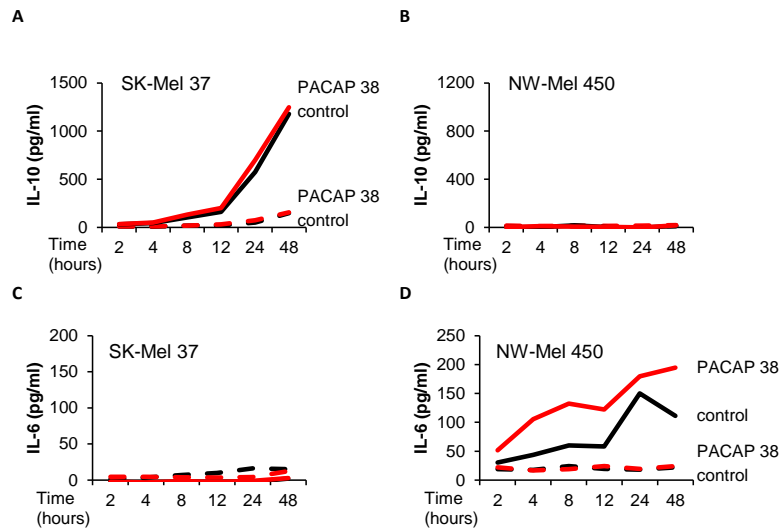 A
SK-Mel 37
PACAP 38
control
PACAP 38
control
IL-10 (pg/ml)
1500
1000
500
0
Time
(hours)
2 4 8 12 24 48
B
NW-Mel 450
IL-10 (pg/ml)
1200
800
400
0
Time
(hours)
2 4 8 12 24 48
C
SK-Mel 37
IL-6 (pg/ml)
200
150
100
50
0
Time
(hours)
2 4 8 12 24 48
D
NW-Mel 450
PACAP 38
control
PACAP 38
control
IL-6 (pg/ml)
250
200
150
100
50
0
Time
(hours)
2 4 8 12 24 48